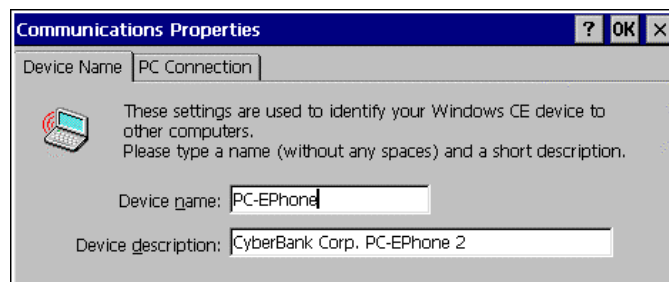 Communications Properties ? OK ×
Device Name PC Connection
These settings are used to identify your Windows CE device to
other computers.
Please type a name (without any spaces) and a short description.
Device name: PC-EPhone
Device description: CyberBank Corp. PC-EPhone 2